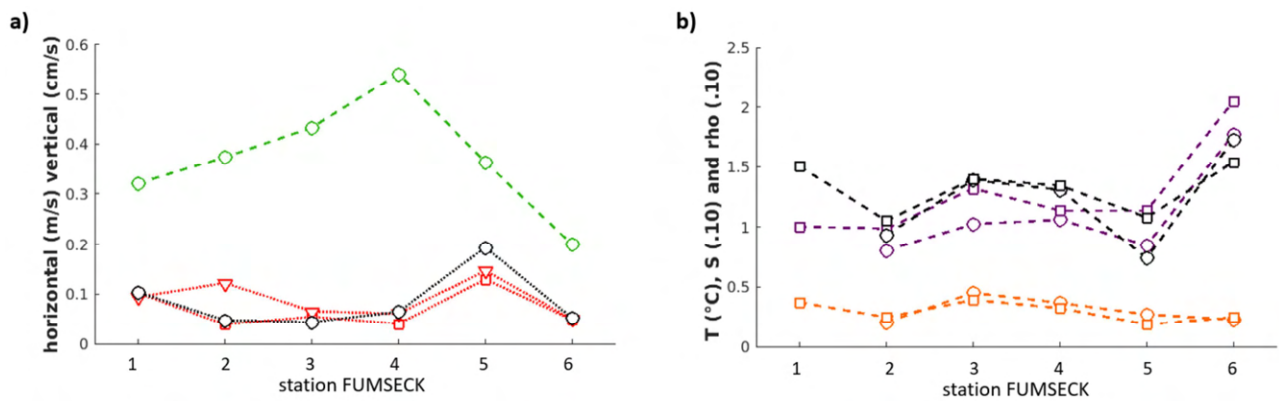 a)
horizontal (m/s) vertical (cm/s)
0.6
0.5
0.4
0.3
0.2
0.1
0
1 2 3 4 5 6
station FUMSECK
b)
T (°C), S (.10) and rho (.10)
2.5
2
1.5
1
0.5
0
1 2 3 4 5 6
station FUMSECK